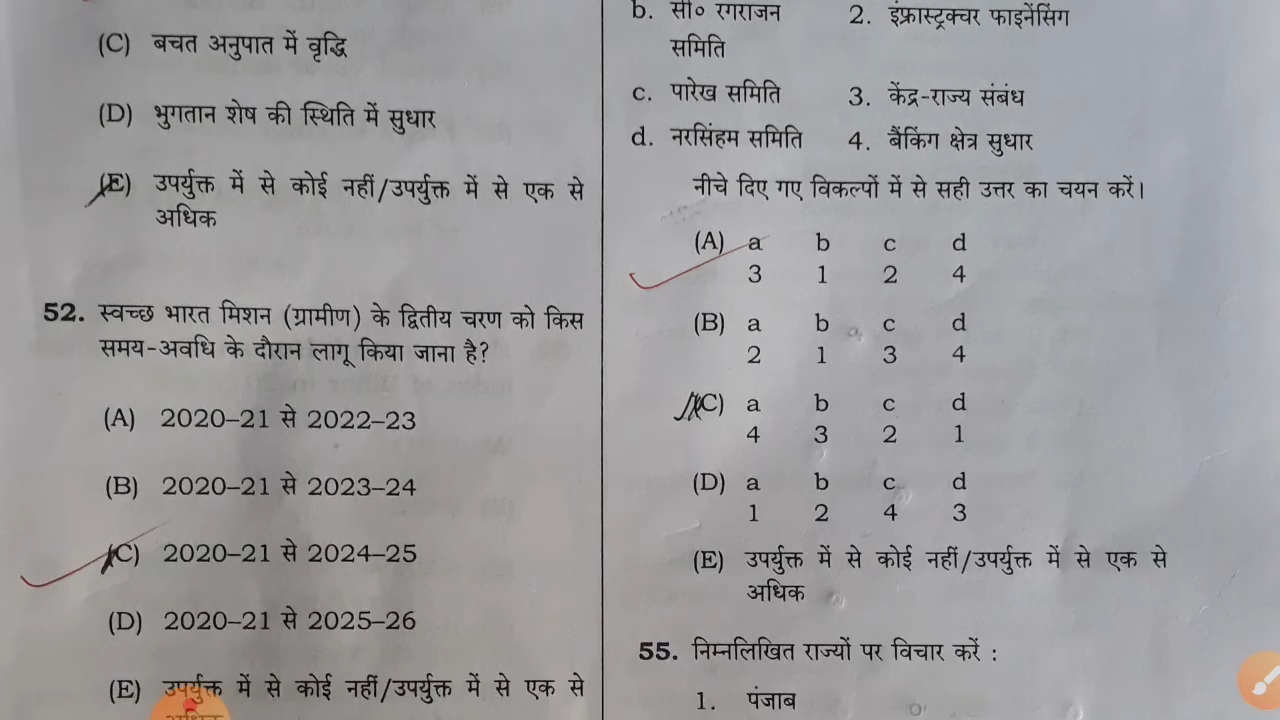 (C) बचत अनुपात में वृद्धि
(D) भुगतान शेष की स्थिति में सुधार
(E) उपर्युक्त में से कोई नहीं/उपर्युक्त में से एक से
अधिक
52. स्वच्छ भारत मिशन (ग्रामीण) के द्वितीय चरण को किस
समय-अवधि के दौरान लागू किया जाना है?
(A) 2020–21 से 2022–23
(B) 2020–21 से 2023–24
(C) 2020–21 से 2024–25
(D) 2020–21 से 2025–26
(E) उपर्युक्त में से कोई नहीं/उपर्युक्त में से एक से
अधिक
b. सी० रंगराजन 2. इंफ्रास्ट्रक्चर फाइनेंसिंग
समिति
c. पारेख समिति 3. केंद्र-राज्य संबंध
d. नरसिंहम समिति 4. बैंकिंग क्षेत्र सुधार
नीचे दिए गए विकल्पों में से सही उत्तर का चयन करें।
(A) a b c d
3 1 2 4
(B) a b c d
2 1 3 4
(C) a b c d
4 3 2 1
(D) a b c d
1 2 4 3
(E) उपर्युक्त में से कोई नहीं/उपर्युक्त में से एक से
अधिक
55. निम्नलिखित राज्यों पर विचार करें :
1. पंजाब